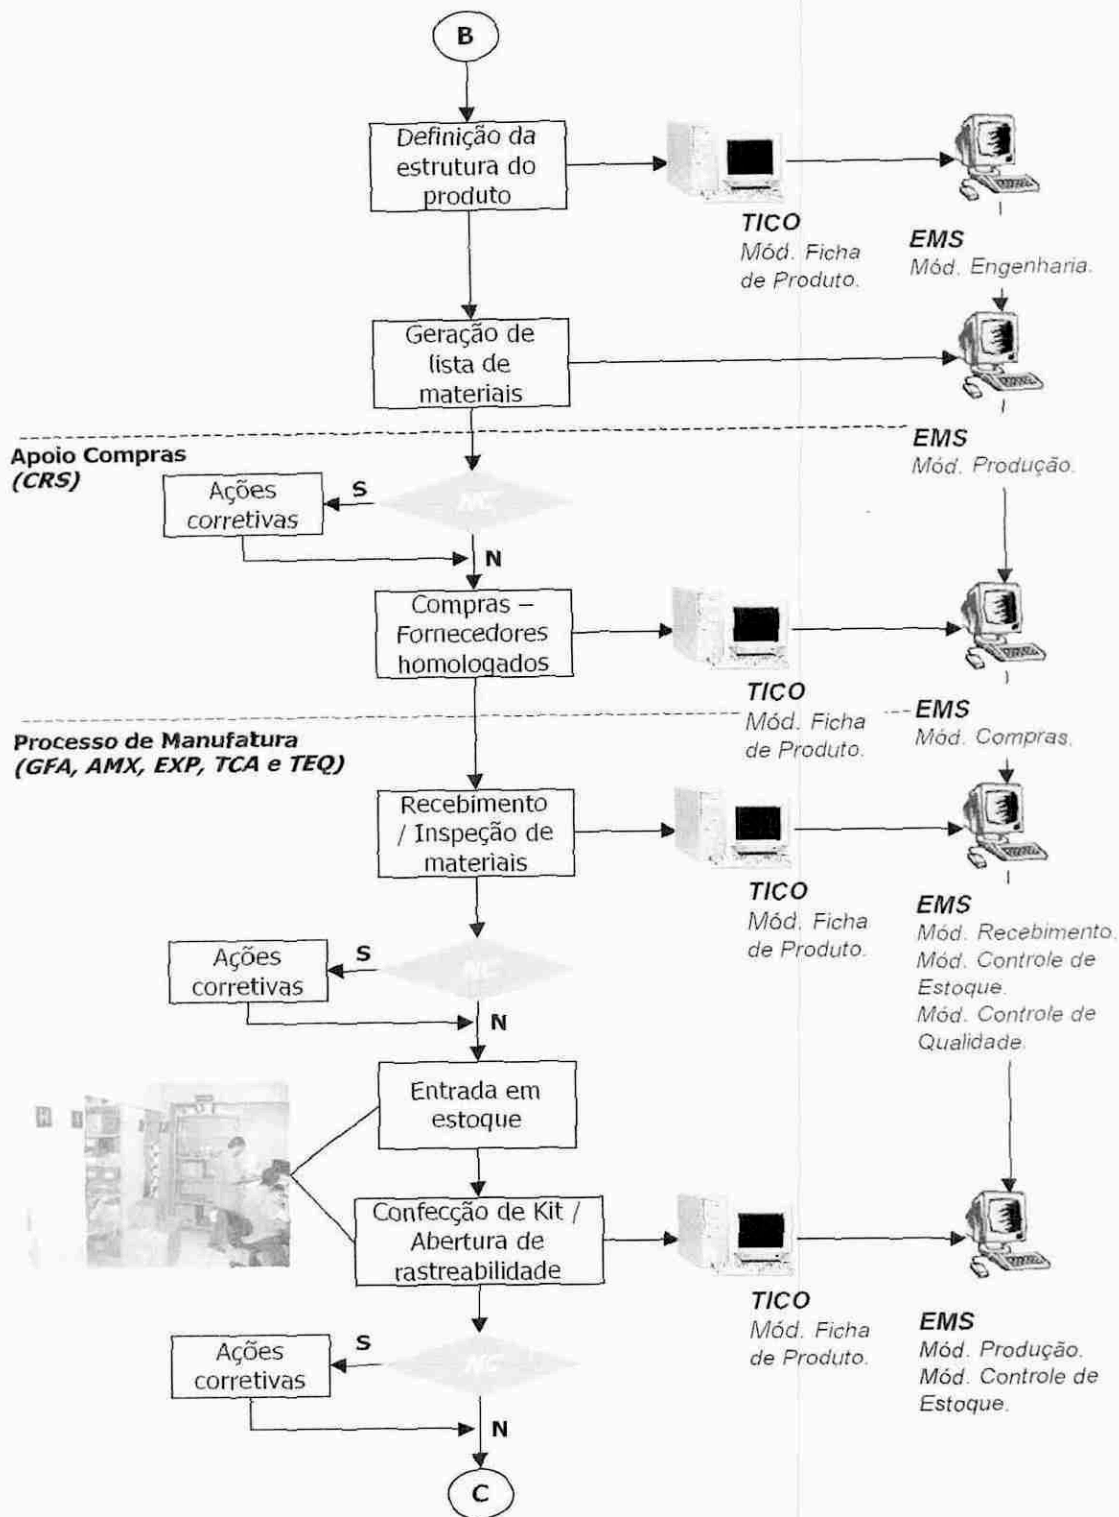 B
Definição da
estrutura do
produto
TICO
Mód. Ficha
de Produto.
EMS
Mód. Engenharia.
Geração de
lista de
materiais
EMS
Mód. Produção.
Apoio Compras
(CRS)
Ações
corretivas
S
NC
N
Compras –
Fornecedores
homologados
TICO
Mód. Ficha
de Produto.
EMS
Mód. Compras.
Processo de Manufatura
(GFA, AMX, EXP, TCA e TEQ)
Recebimento
/ Inspeção de
materiais
TICO
Mód. Ficha
de Produto.
EMS
Mód. Recebimento.
Mód. Controle de
Estoque.
Mód. Controle de
Qualidade.
Ações
corretivas
S
NC
N
Entrada em
estoque
H
I
Confecção de Kit /
Abertura de
rastreabilidade
TICO
Mód. Ficha
de Produto.
EMS
Mód. Produção.
Mód. Controle de
Estoque.
Ações
corretivas
S
NC
N
C